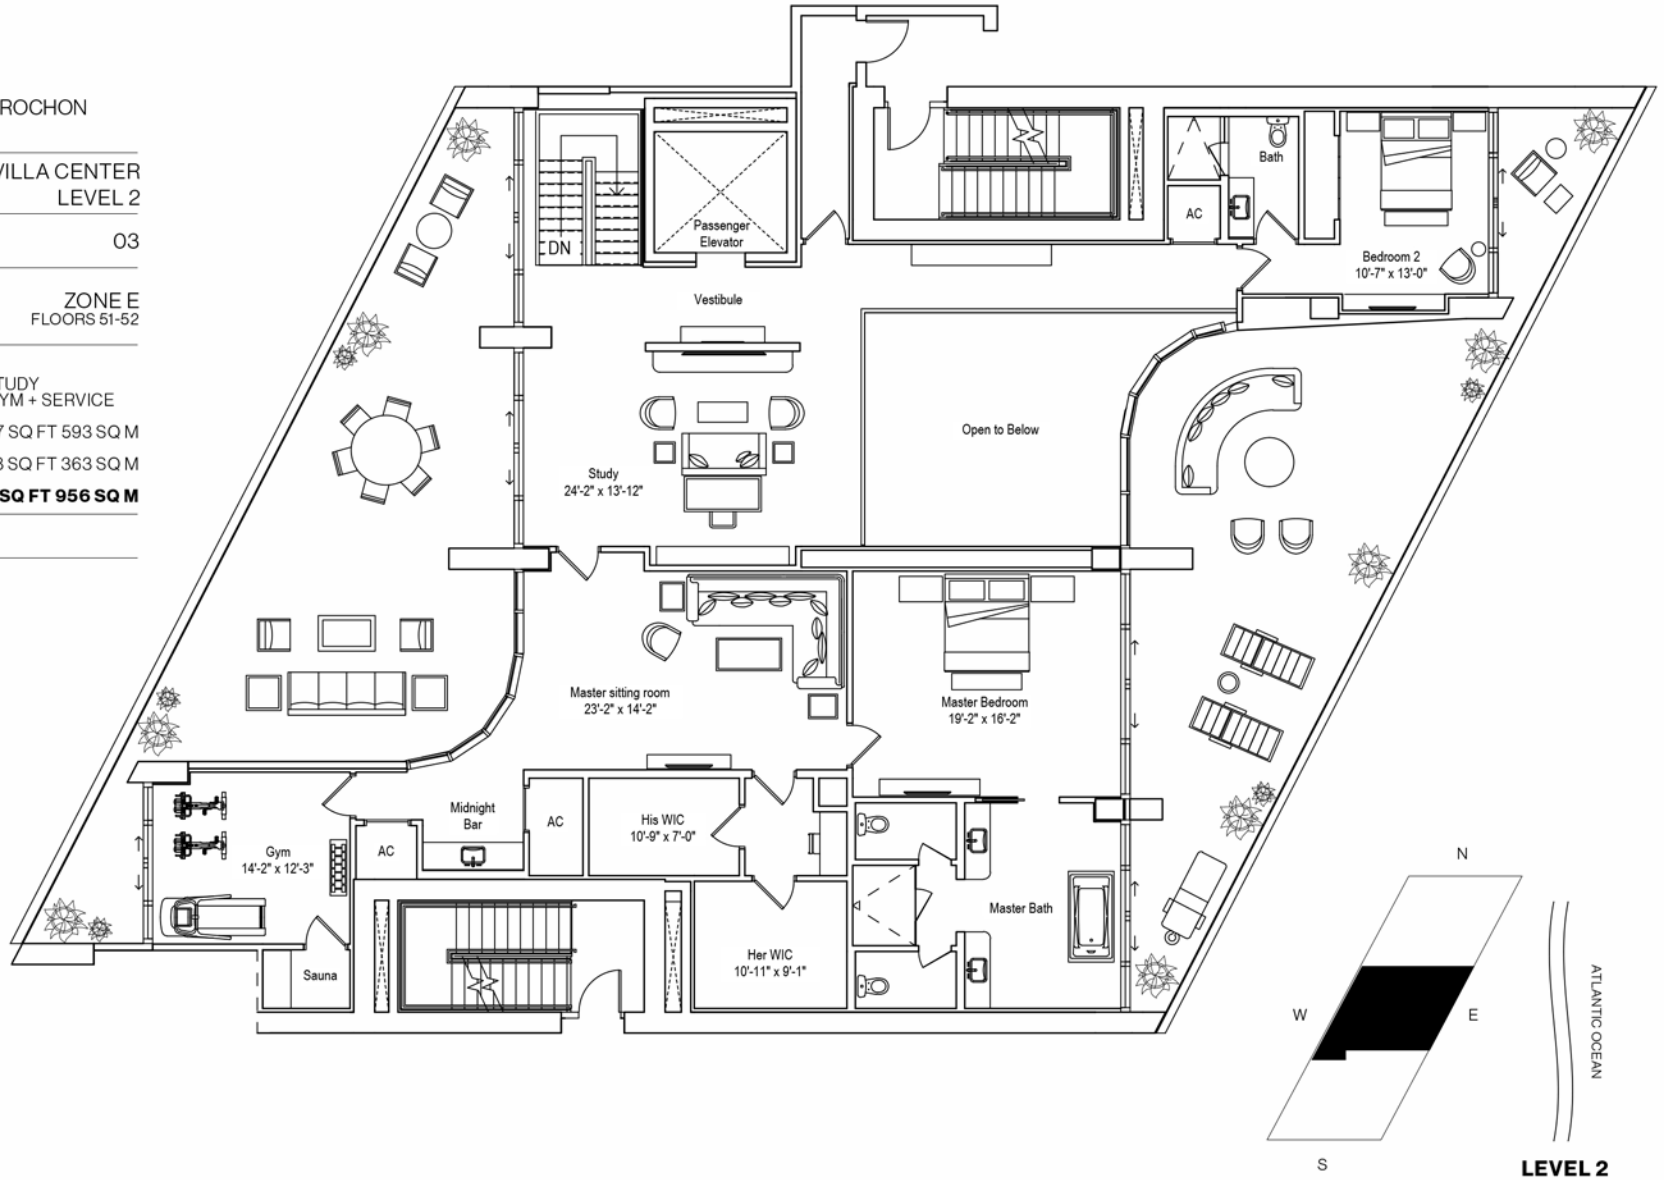 ROCHON
VILLA CENTER
LEVEL 2
03
ZONE E
FLOORS 51-52
TUDY
YM + SERVICE
7 SQ FT 593 SQ M
3 SQ FT 363 SQ M
SQ FT 956 SQ M
DN
Passenger
Elevator
Bath
AC
Bedroom 2
10'-7" x 13'-0"
Vestibule
Open to Below
Study
24'-2" x 13'-12"
Master sitting room
23'-2" x 14'-2"
Master Bedroom
19'-2" x 16'-2"
Midnight
Bar
AC
His WIC
10'-9" x 7'-0"
Gym
14'-2" x 12'-3"
AC
Master Bath
Her WIC
10'-11" x 9'-1"
Sauna
N
W
E
S
ATLANTIC OCEAN
LEVEL 2